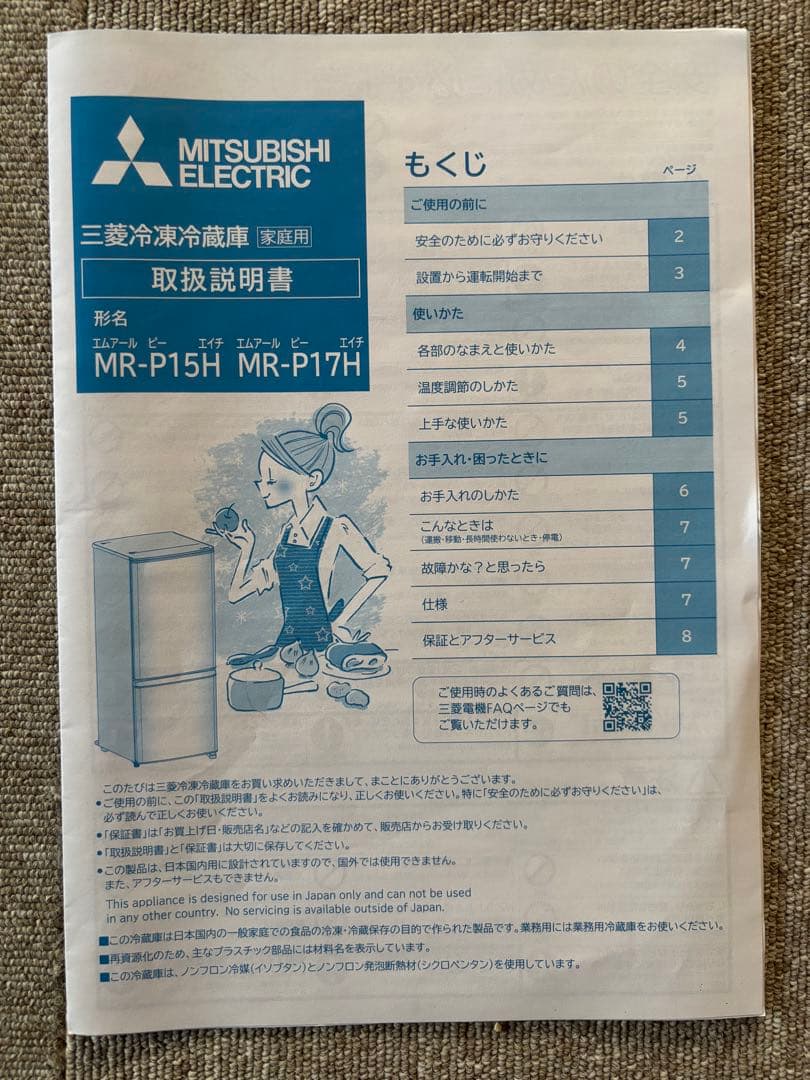 MITSUBISHI
ELECTRIC
三菱冷凍冷蔵庫 家庭用
取扱説明書
形名
エムアール ピー エイチ エムアール ピー エイチ
MR-P15H MR-P17H
もくじ
ページ
ご使用の前に
安全のために必ずお守りください 2
設置から運転開始まで 3
使いかた
各部のなまえと使いかた 4
温度調節のしかた 5
上手な使いかた 5
お手入れ・困ったときに
お手入れのしかた 6
こんなときは 7
(運搬・移動・長時間使わないとき・停電)
故障かな?と思ったら 7
仕様 7
保証とアフターサービス 8
ご使用時のよくあるご質問は、
三菱電機FAQページでも
ご覧いただけます。
このたびは三菱冷凍冷蔵庫をお買い求めいただきまして、まことにありがとうございます。
●ご使用の前に、この「取扱説明書」をよくお読みになり、正しくお使いください。特に「安全のために必ずお守りください」は、
必ず読んで正しくお使いください。
●「保証書」は「お買上げ日・販売店名」などの記入を確かめて、販売店からお受け取りください。
●「取扱説明書」と「保証書」は大切に保存してください。
●この製品は、日本国内用に設計されていますので、国外では使用できません。
また、アフターサービスもできません。
This appliance is designed for use in Japan only and can not be used
in any other country. No servicing is available outside of Japan.
■この冷蔵庫は日本国内の一般家庭での食品の冷凍・冷蔵保存の目的で作られた製品です。業務用には業務用冷蔵庫をお使いください。
■再資源化のため、主なプラスチック部品には材料名を表示しています。
■この冷蔵庫は、ノンフロン冷媒(イソブタン)とノンフロン発泡断熱材(シクロペンタン)を使用しています。